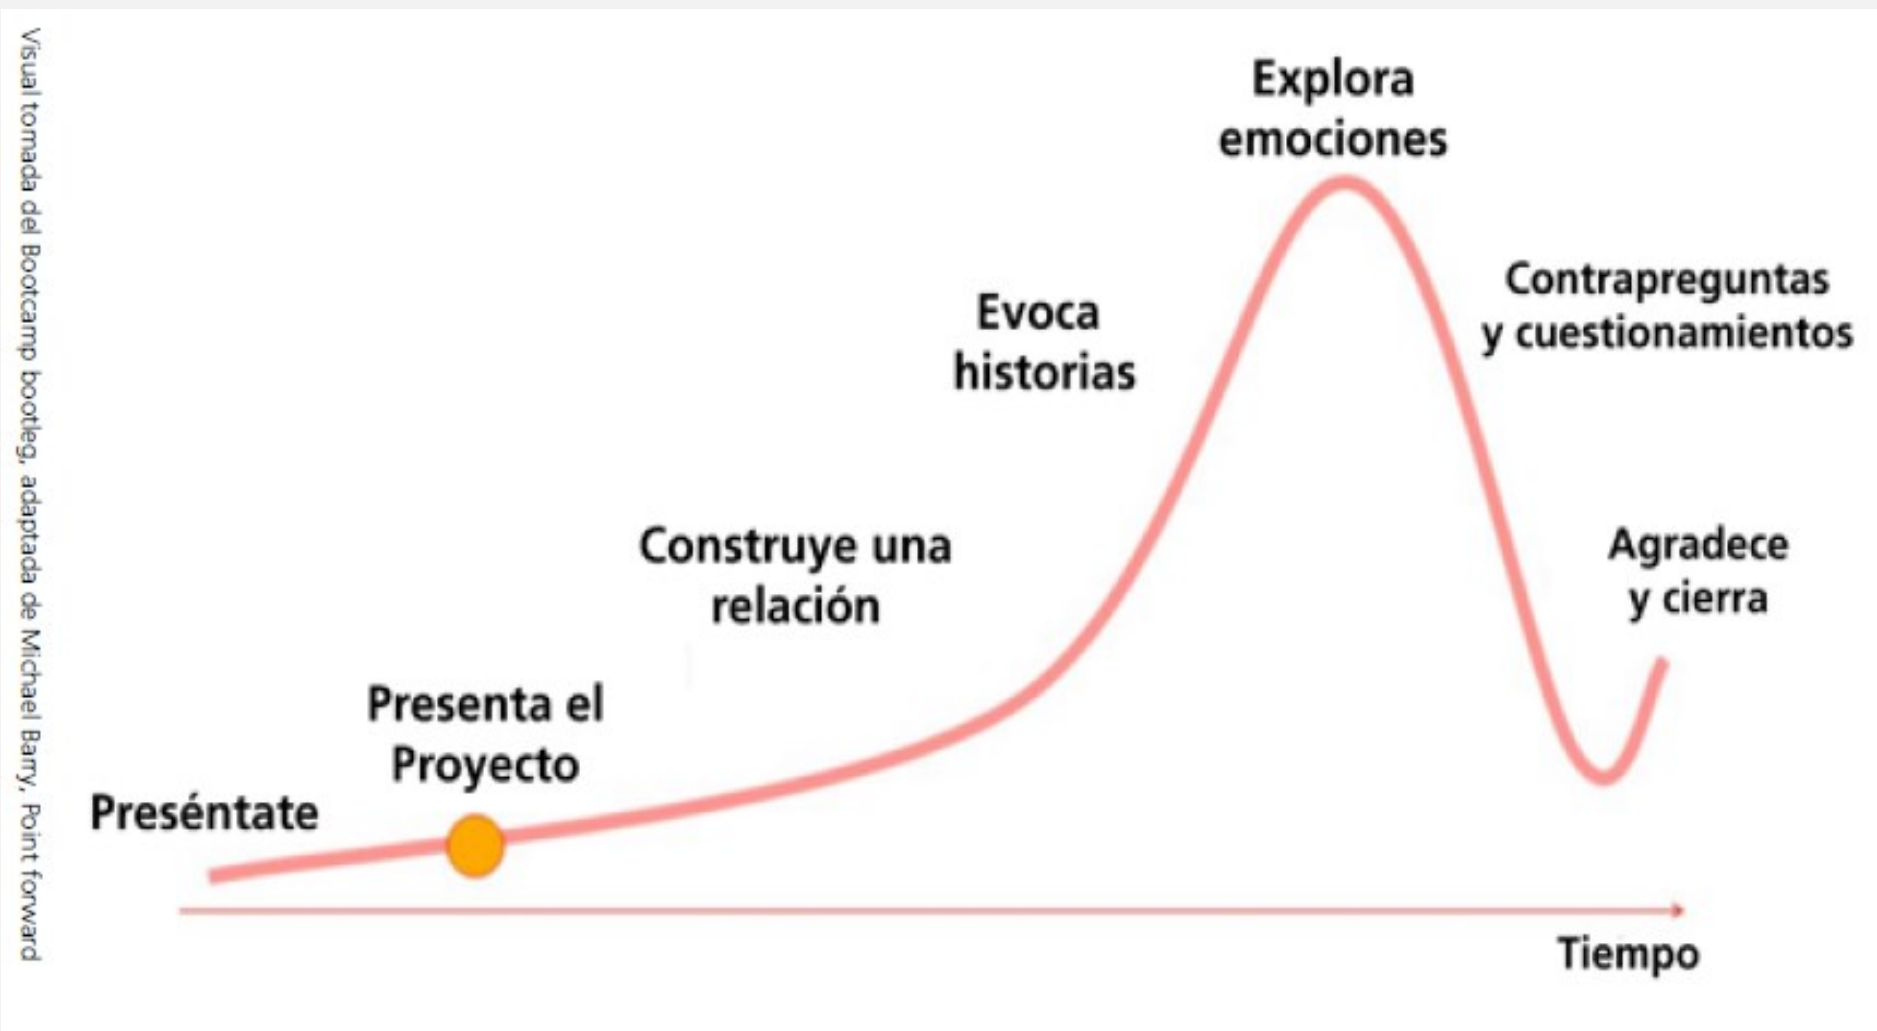 Visual tomada del Bootcamp bootleg, adaptada de Michael Barry, Point forward
Preséntate
Presenta el
Proyecto
Construye una
relación
Evoca
historias
Explora
emociones
Contrapreguntas
y cuestionamientos
Agradece
y cierra
Tiempo